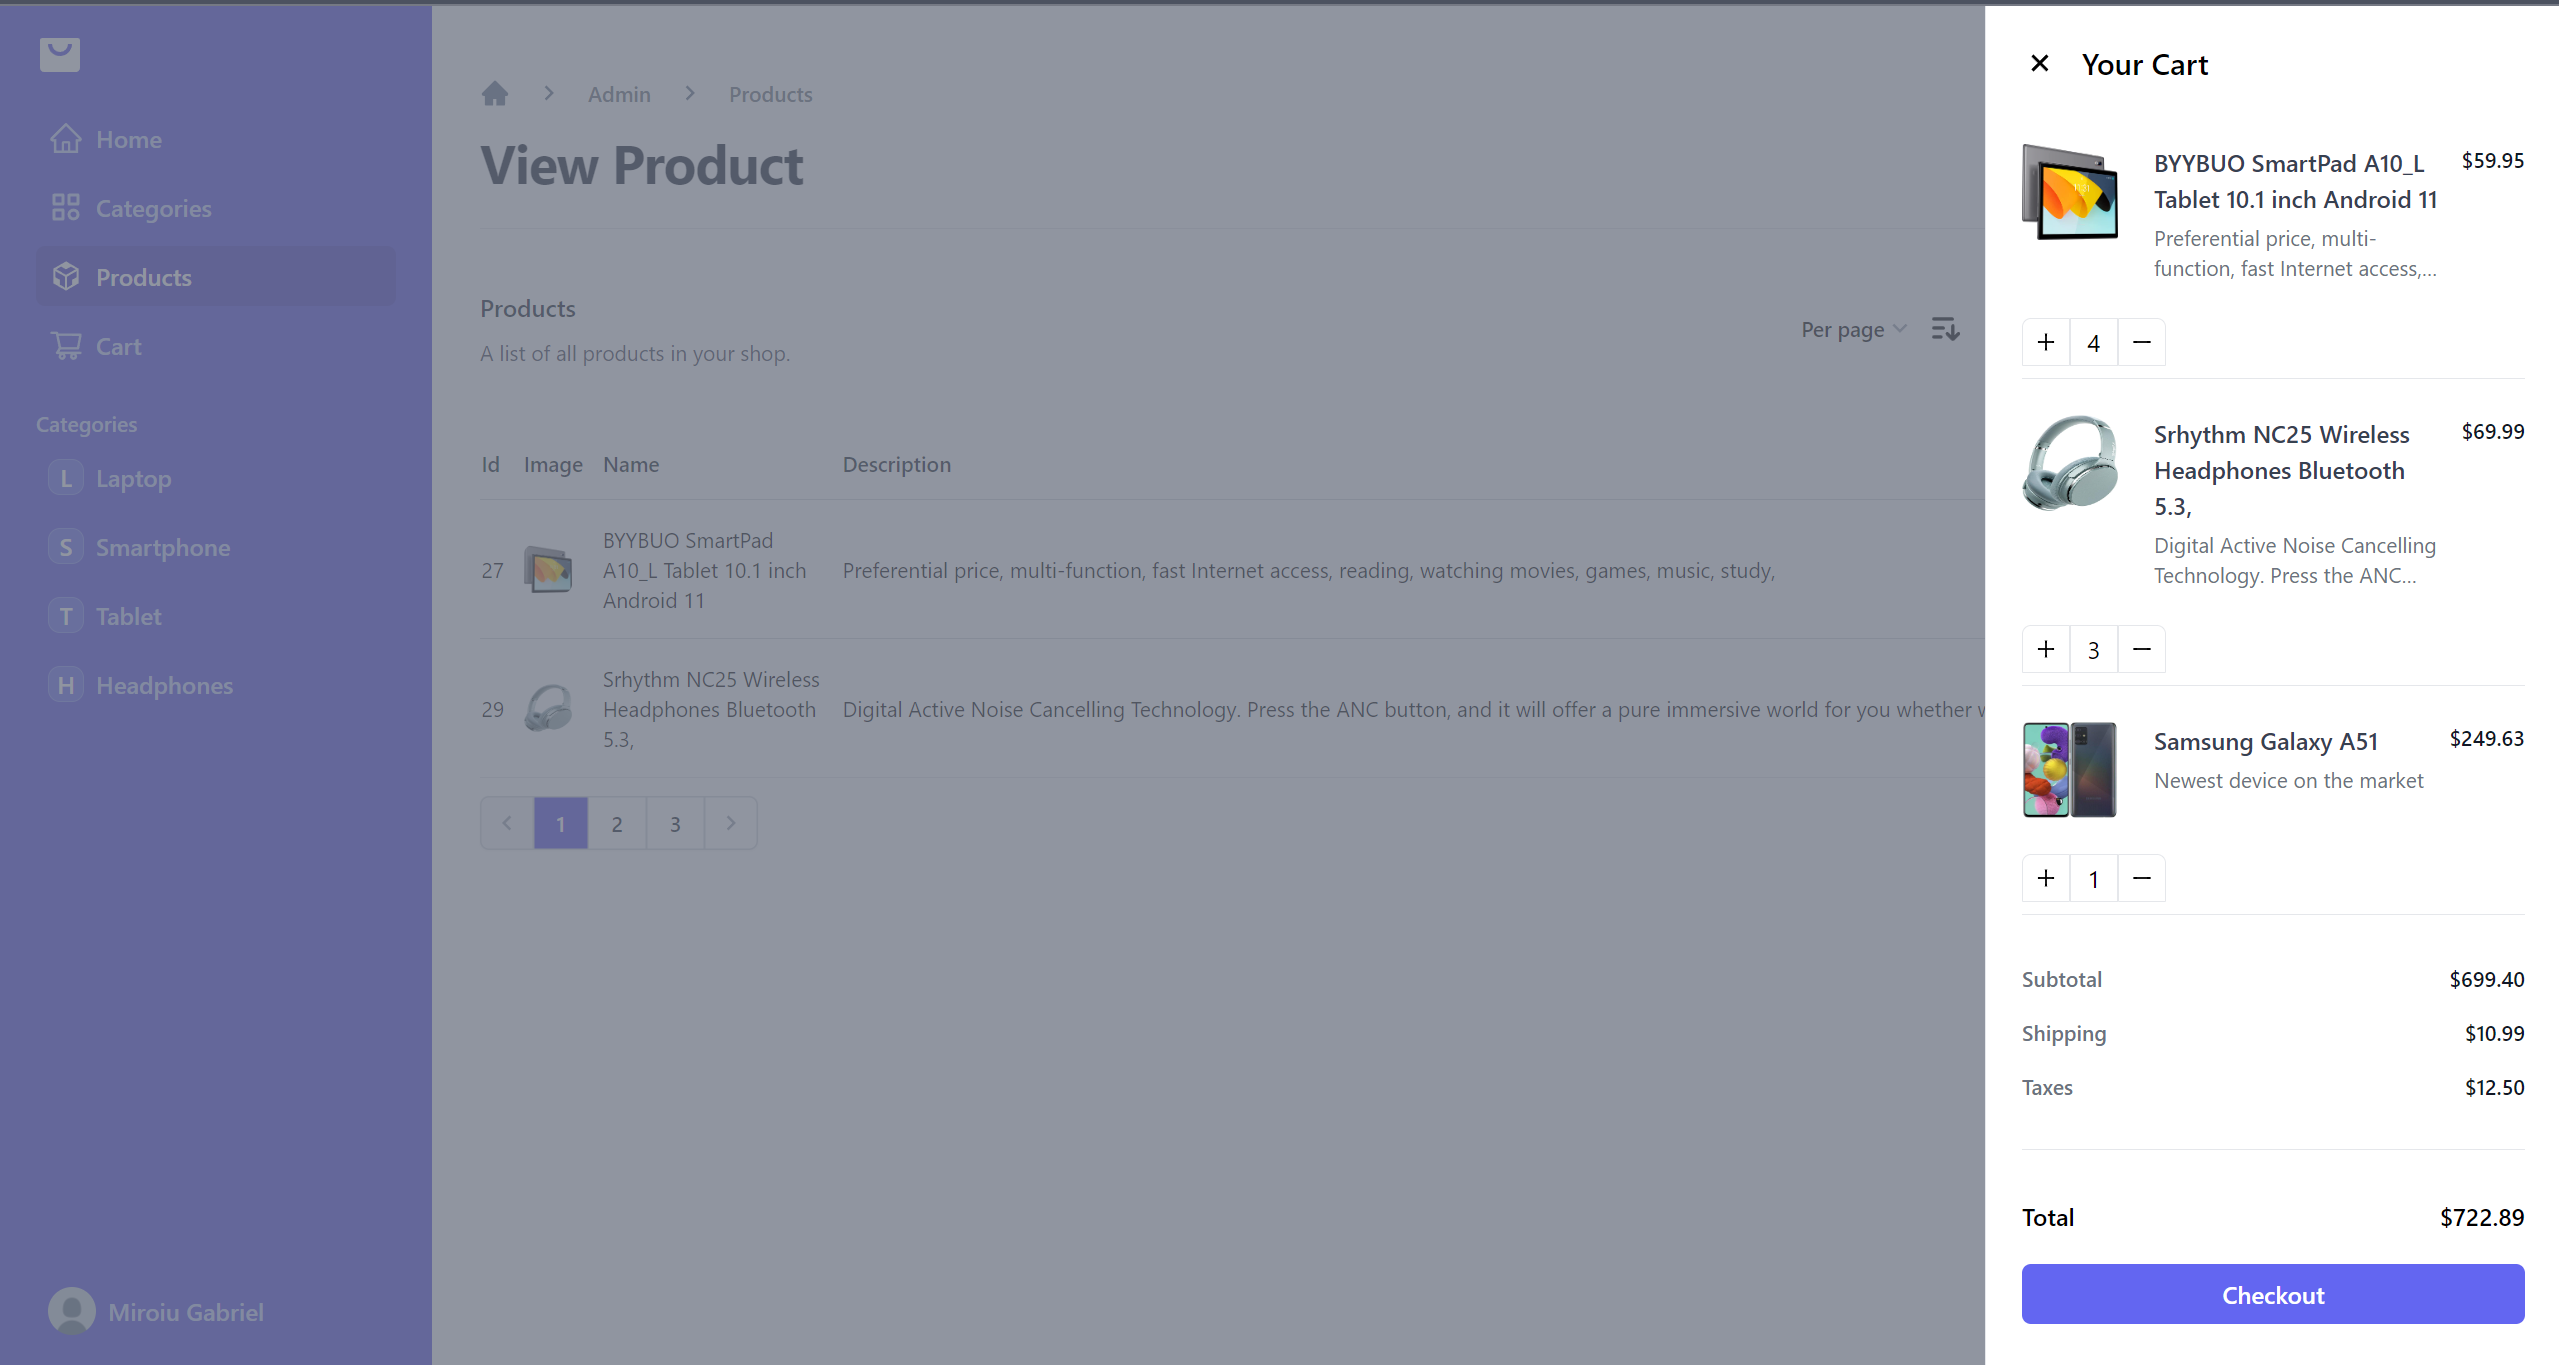 Home
Categories
Products
Cart
Categories
L Laptop
S Smartphone
T Tablet
H Headphones
Miroiu Gabriel
Admin
Products
View Product
Products
A list of all products in your shop.
Per page
Id Image Name Description
27
BYYBUO SmartPad
A10_L Tablet 10.1 inch
Android 11
Preferential price, multi-function, fast Internet access, reading, watching movies, games, music, study,
29
Srhythm NC25 Wireless
Headphones Bluetooth
5.3,
Digital Active Noise Cancelling Technology. Press the ANC button, and it will offer a pure immersive world for you whether
1 2 3
Your Cart
BYYBUO SmartPad A10_L
Tablet 10.1 inch Android 11
$59.95
Preferential price, multi-
function, fast Internet access,...
4
Srhythm NC25 Wireless
Headphones Bluetooth
5.3,
$69.99
Digital Active Noise Cancelling
Technology. Press the ANC...
3
Samsung Galaxy A51
$249.63
Newest device on the market
1
Subtotal $699.40
Shipping $10.99
Taxes $12.50
Total $722.89
Checkout